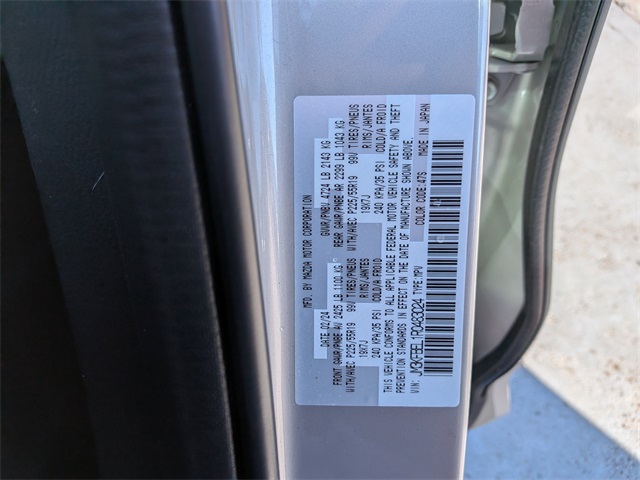 MFD. BY MAZDA MOTOR CORPORATION
DATE 02/24 GVWR/PNBV 4724 LB 2143 KG
FRONT GAWR/PNBE AV 2425 LB 1100 KG REAR GAWR/PNBE AR 2299 LB 1043 KG
WITH/AVEC P225/55R19 99V TIRES/PNEUS WITH/AVEC P225/55R19 99V TIRES/PNEUS
19X7J RIMS/JANTES 19X7J RIMS/JANTES
240 KPA/35 PSI COLD/A FROID 240 KPA/35 PSI COLD/A FROID
THIS VEHICLE CONFORMS TO ALL APPLICABLE FEDERAL MOTOR VEHICLE SAFETY AND THEFT
PREVENTION STANDARDS IN EFFECT ON THE DATE OF MANUFACTURE SHOWN ABOVE.
VIN: TYPE:MPV COLOR CODE 47S MADE IN JAPAN